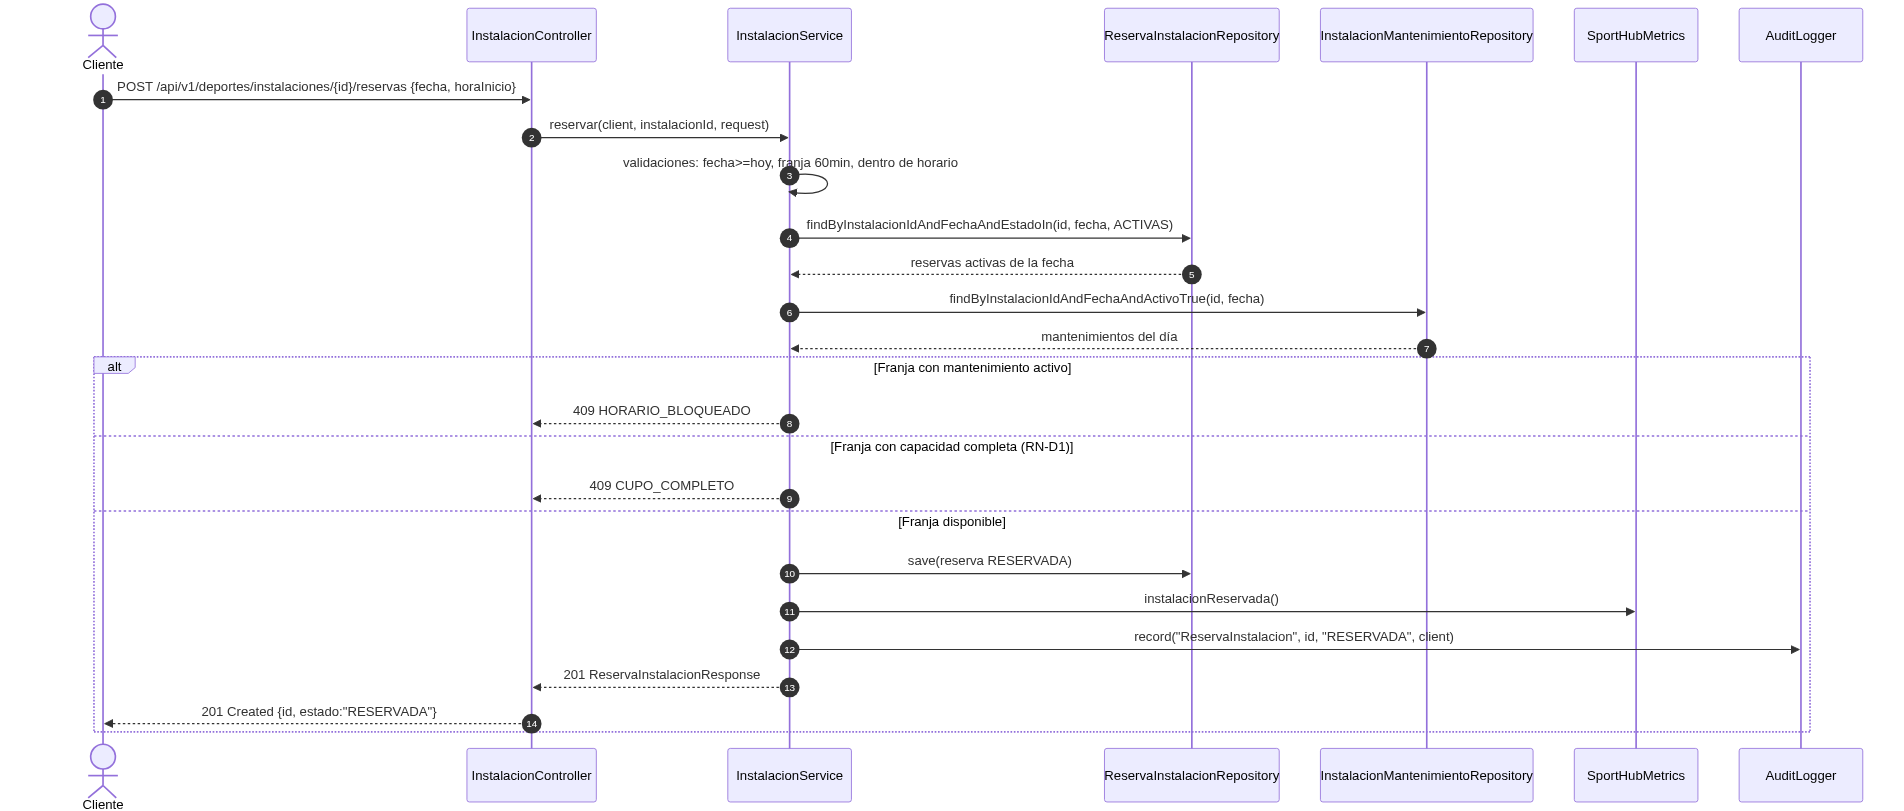 Cliente
InstalacionController
InstalacionService
ReservaInstalacionRepository
InstalacionMantenimientoRepository
SportHubMetrics
AuditLogger
POST /api/v1/deportes/instalaciones/{id}/reservas {fecha, horaInicio}
1
reservar(client, instalacionId, request)
2
validaciones: fecha>=hoy, franja 60min, dentro de horario
3
findByInstalacionIdAndFechaAndEstadoIn(id, fecha, ACTIVAS)
4
reservas activas de la fecha
5
findByInstalacionIdAndFechaAndActivoTrue(id, fecha)
6
mantenimientos del día
7
alt
[Franja con mantenimiento activo]
409 HORARIO_BLOQUEADO
8
[Franja con capacidad completa (RN-D1)]
409 CUPO_COMPLETO
9
[Franja disponible]
save(reserva RESERVADA)
10
instalacionReservada()
11
record("ReservaInstalacion", id, "RESERVADA", client)
12
201 ReservaInstalacionResponse
13
201 Created {id, estado:"RESERVADA"}
14
Cliente
InstalacionController
InstalacionService
ReservaInstalacionRepository
InstalacionMantenimientoRepository
SportHubMetrics
AuditLogger